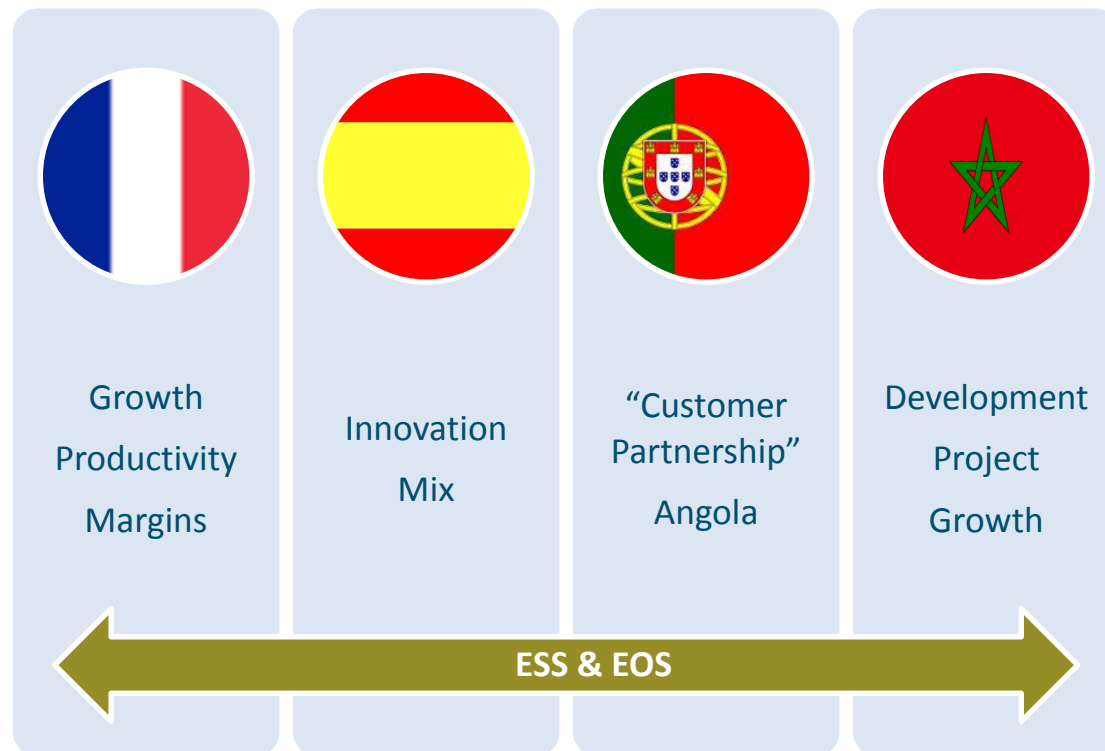 Growth
Productivity
Margins
Innovation
Mix
“Customer
Partnership”
Angola
Development
Project
Growth
ESS & EOS